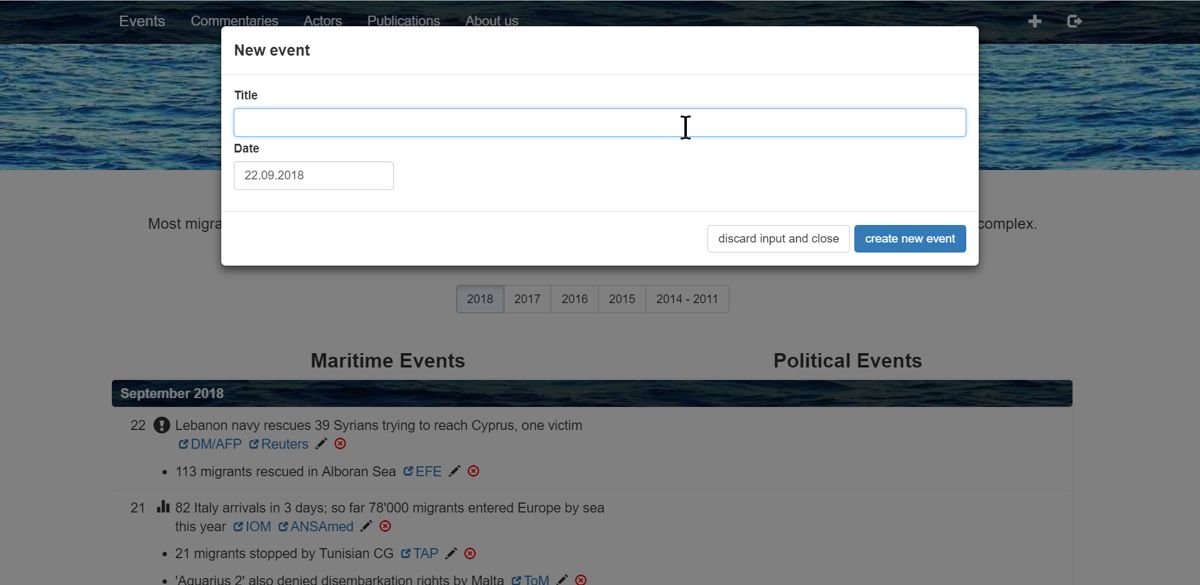 Events Commentaries Actors Publications About us
New event
Title
Date
22.09.2018
Most migra complex.
discard input and close create new event
2018 2017 2016 2015 2014 - 2011
Maritime Events Political Events
September 2018
22 Lebanon navy rescues 39 Syrians trying to reach Cyprus, one victim
DM/AFP Reuters
• 113 migrants rescued in Alboran Sea EFE
21 82 Italy arrivals in 3 days; so far 78'000 migrants entered Europe by sea
this year IOM ANSAmed
• 21 migrants stopped by Tunisian CG TAP
• 'Aquarius 2' also denied disembarkation rights by Malta ToM